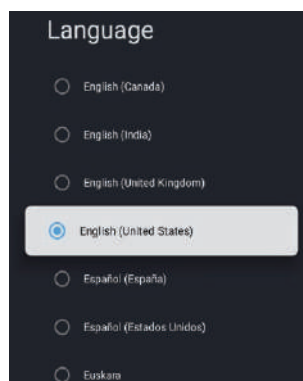 Language
English (Canada)
English (India)
English (United Kingdom)
English (United States)
Español (España)
Español (Estados Unidos)
Euskara